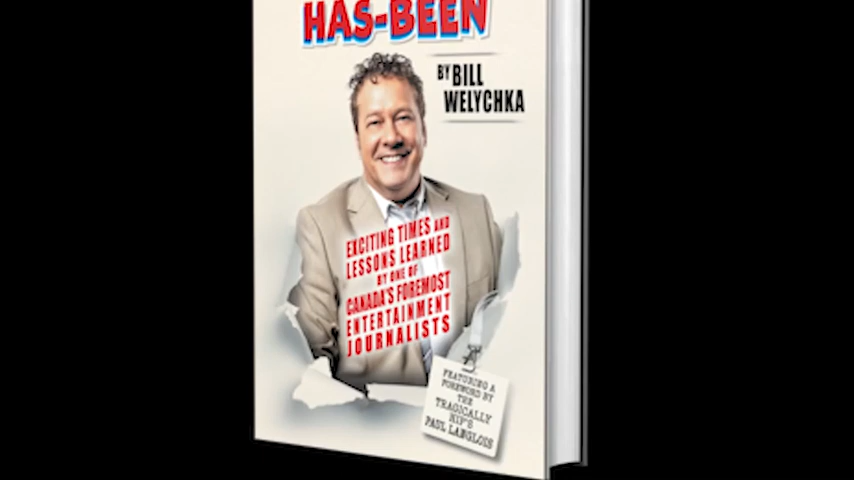 HAS-BEEN
BY BILL
WELYCHKA
EXCITING TIMES AND
LESSONS LEARNED
BY ONE OF
CANADA'S FOREMOST
ENTERTAINMENT
JOURNALISTS
FEATURING A
FOREWORD BY
THE
TRAGICALLY
HIP'S
PAUL LANGLOIS